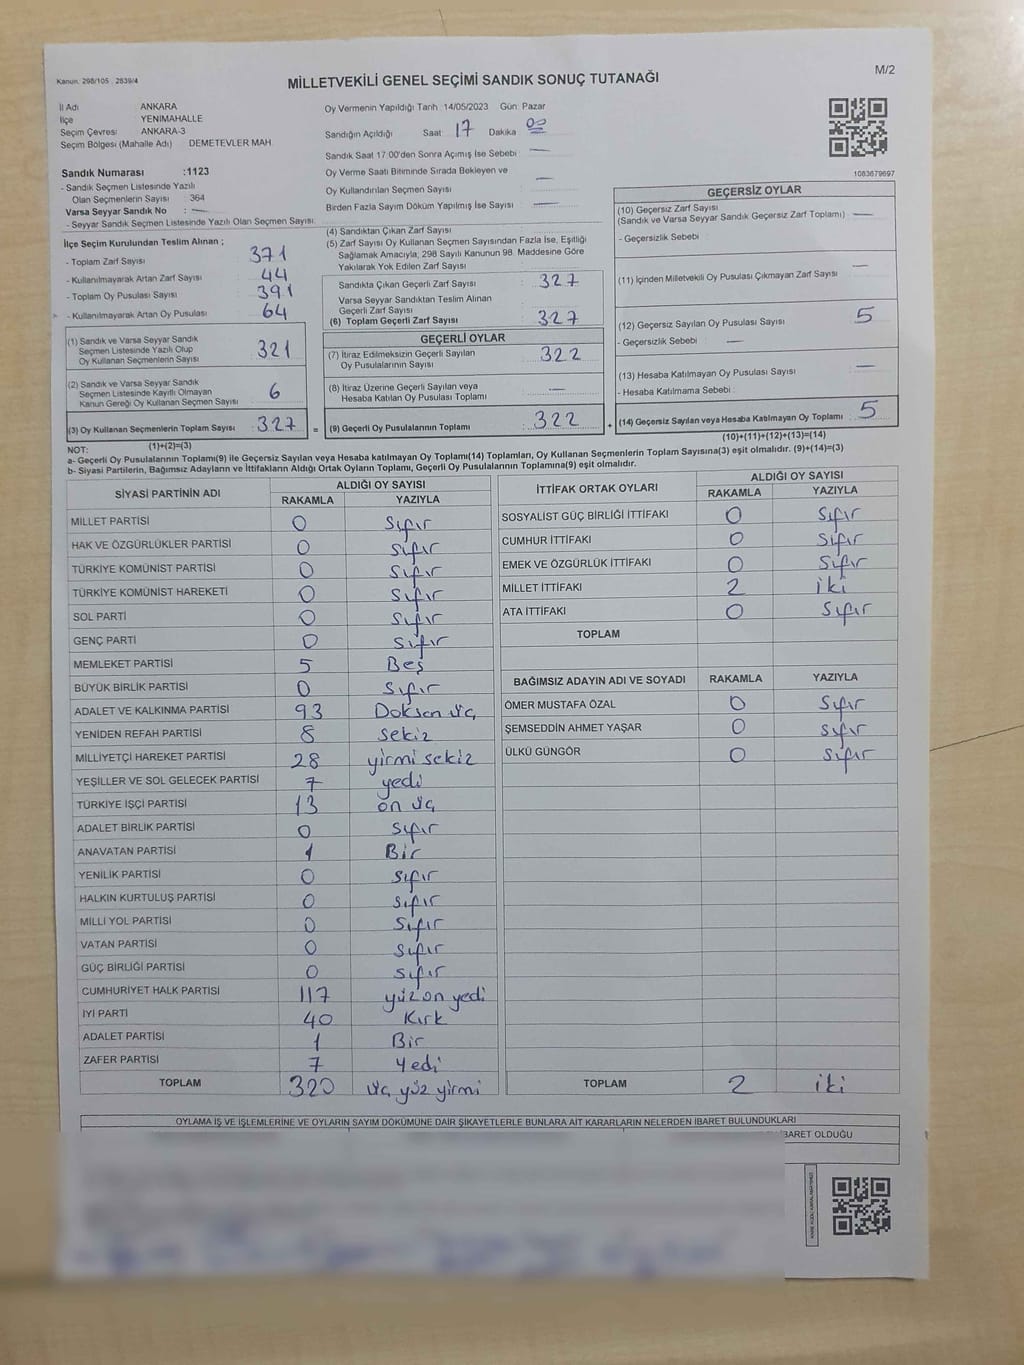 Kanun. 298/105 2839/4
MİLLETVEKİLİ GENEL SEÇİMİ SANDIK SONUÇ TUTANAĞI
M/2
İl Adı ANKARA
İlçe YENİMAHALLE
Seçim Çevresi ANKARA-3
Seçim Bölgesi (Mahalle Adı) DEMETEVLER MAH.
Oy Vermenin Yapıldığı Tarih 14/05/2023 Gün: Pazar
Sandığın Açıldığı Saat: 17 Dakika 00
Sandık Saat 17:00'den Sonra Açımış İse Sebebi : —
Oy Verme Saati Bitiminde Sırada Bekleyen ve
Oy Kullandırılan Seçmen Sayısı —
Birden Fazla Sayım Döküm Yapılmış İse Sayısı : —
1083679697
Sandık Numarası :1123
- Sandık Seçmen Listesinde Yazılı
Olan Seçmenlerin Sayısı : 364
Varsa Seyyar Sandık No : —
- Seyyar Sandık Seçmen Listesinde Yazılı Olan Seçmen Sayısı:
İlçe Seçim Kurulundan Teslim Alınan ;
- Toplam Zarf Sayısı 371
- Kullanılmayarak Artan Zarf Sayısı 44
- Toplam Oy Pusulası Sayısı 391
- Kullanılmayarak Artan Oy Pusulası 64
(1) Sandık ve Varsa Seyyar Sandık
Seçmen Listesinde Yazılı Olup
Oy Kullanan Seçmenlerin Sayısı 321
(2) Sandık ve Varsa Seyyar Sandık
Seçmen Listesinde Kayıtlı Olmayan
Kanun Gereği Oy Kullanan Seçmen Sayısı 6
(3) Oy Kullanan Seçmenlerin Toplam Sayısı : 327
(1)+(2)=(3)
(4) Sandıktan Çıkan Zarf Sayısı
(5) Zarf Sayısı Oy Kullanan Seçmen Sayısından Fazla İse, Eşitliği
Sağlamak Amacıyla, 298 Sayılı Kanunun 98. Maddesine Göre
Yakılarak Yok Edilen Zarf Sayısı
Sandıkta Çıkan Geçerli Zarf Sayısı : 327
Varsa Seyyar Sandıktan Teslim Alınan
Geçerli Zarf Sayısı
(6) Toplam Geçerli Zarf Sayısı : 327
GEÇERLİ OYLAR
(7) İtiraz Edilmeksizin Geçerli Sayılan
Oy Pusulalarının Sayısı : 322
(8) İtiraz Üzerine Geçerli Sayılan veya
Hesaba Katılan Oy Pusulası Toplamı : —
= (9) Geçerli Oy Pusulalarının Toplamı : 322
GEÇERSİZ OYLAR
(10) Geçersiz Zarf Sayısı
(Sandık ve Varsa Seyyar Sandık Geçersiz Zarf Toplamı) —
- Geçersizlik Sebebi :
(11) İçinden Milletvekili Oy Pusulası Çıkmayan Zarf Sayısı : —
(12) Geçersiz Sayılan Oy Pusulası Sayısı : 5
- Geçersizlik Sebebi : —
(13) Hesaba Katılmayan Oy Pusulası Sayısı : —
- Hesaba Katılmama Sebebi :
+ (14) Geçersiz Sayılan veya Hesaba Katılmayan Oy Toplamı : 5
(10)+(11)+(12)+(13)=(14)
NOT:
a- Geçerli Oy Pusulalarının Toplamı(9) ile Geçersiz Sayılan veya Hesaba katılmayan Oy Toplamı(14) Toplamları, Oy Kullanan Seçmenlerin Toplam Sayısına(3) eşit olmalıdır. (9)+(14)=(3)
b- Siyasi Partilerin, Bağımsız Adayların ve İttifakların Aldığı Ortak Oyların Toplamı, Geçerli Oy Pusulalarının Toplamına(9) eşit olmalıdır.
SİYASİ PARTİNİN ADI ALDIĞI OY SAYISI
RAKAMLA YAZIYLA
MİLLET PARTİSİ 0 Sıfır
HAK VE ÖZGÜRLÜKLER PARTİSİ 0 Sıfır
TÜRKİYE KOMÜNİST PARTİSİ 0 Sıfır
TÜRKİYE KOMÜNİST HAREKETİ 0 Sıfır
SOL PARTİ 0 Sıfır
GENÇ PARTİ 0 Sıfır
MEMLEKET PARTİSİ 5 Beş
BÜYÜK BİRLİK PARTİSİ 0 Sıfır
ADALET VE KALKINMA PARTİSİ 93 Doksan üç
YENİDEN REFAH PARTİSİ 8 sekiz
MİLLİYETÇİ HAREKET PARTİSİ 28 yirmi sekiz
YEŞİLLER VE SOL GELECEK PARTİSİ 7 yedi
TÜRKİYE İŞÇİ PARTİSİ 13 on üç
ADALET BİRLİK PARTİSİ 0 Sıfır
ANAVATAN PARTİSİ 1 Bir
YENİLİK PARTİSİ 0 Sıfır
HALKIN KURTULUŞ PARTİSİ 0 Sıfır
MİLLİ YOL PARTİSİ 0 Sıfır
VATAN PARTİSİ 0 Sıfır
GÜÇ BİRLİĞİ PARTİSİ 0 Sıfır
CUMHURİYET HALK PARTİSİ 117 yüz on yedi
İYİ PARTİ 40 Kırk
ADALET PARTİSİ 1 Bir
ZAFER PARTİSİ 7 yedi
TOPLAM 320 üç yüz yirmi
İTTİFAK ORTAK OYLARI ALDIĞI OY SAYISI
RAKAMLA YAZIYLA
SOSYALİST GÜÇ BİRLİĞİ İTTİFAKI 0 Sıfır
CUMHUR İTTİFAKI 0 Sıfır
EMEK VE ÖZGÜRLÜK İTTİFAKI 0 Sıfır
MİLLET İTTİFAKI 2 iki
ATA İTTİFAKI 0 Sıfır
TOPLAM
BAĞIMSIZ ADAYIN ADI VE SOYADI RAKAMLA YAZIYLA
ÖMER MUSTAFA ÖZAL 0 Sıfır
ŞEMSEDDİN AHMET YAŞAR 0 Sıfır
ÜLKÜ GÜNGÖR 0 Sıfır
TOPLAM 2 iki
OYLAMA İŞ VE İŞLEMLERİNE VE OYLARIN SAYIM DÖKÜMÜNE DAİR ŞİKAYETLERLE BUNLARA AİT KARARLARIN NELERDEN İBARET BULUNDUKLARI
İBARET OLDUĞU